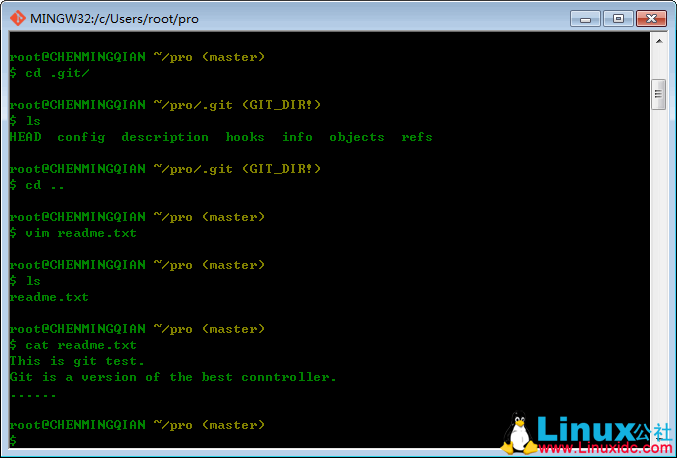 MINGW32:/c/Users/root/pro
root@CHENMINGQIAN ~/pro (master)
$ cd .git/
root@CHENMINGQIAN ~/pro/.git (GIT_DIR!)
$ ls
HEAD config description hooks info objects refs
root@CHENMINGQIAN ~/pro/.git (GIT_DIR!)
$ cd ..
root@CHENMINGQIAN ~/pro (master)
$ vim readme.txt
root@CHENMINGQIAN ~/pro (master)
$ ls
readme.txt
root@CHENMINGQIAN ~/pro (master)
$ cat readme.txt
This is git test.
Git is a version of the best conntroller.
......
root@CHENMINGQIAN ~/pro (master)
$
Linux公社
www.Linuxidc.com